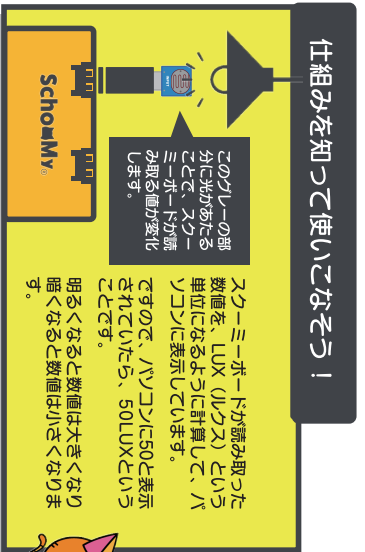 仕組みを知って使いこなそう！
SchooMy
®
このグレーの部
分に光があたる
ことで、スクー
ミーボードが読
み取る値が変化
します。
スクーミーボードが読み取った
数値を、LUX（ルクス）という
単位になるように計算して、パ
ソコンに表示しています。
ですので、パソコンに50と表示
されていたら、50LUXという
ことです。
明るくなると数値は大きくなり
暗くなると数値は小さくなりま
す。